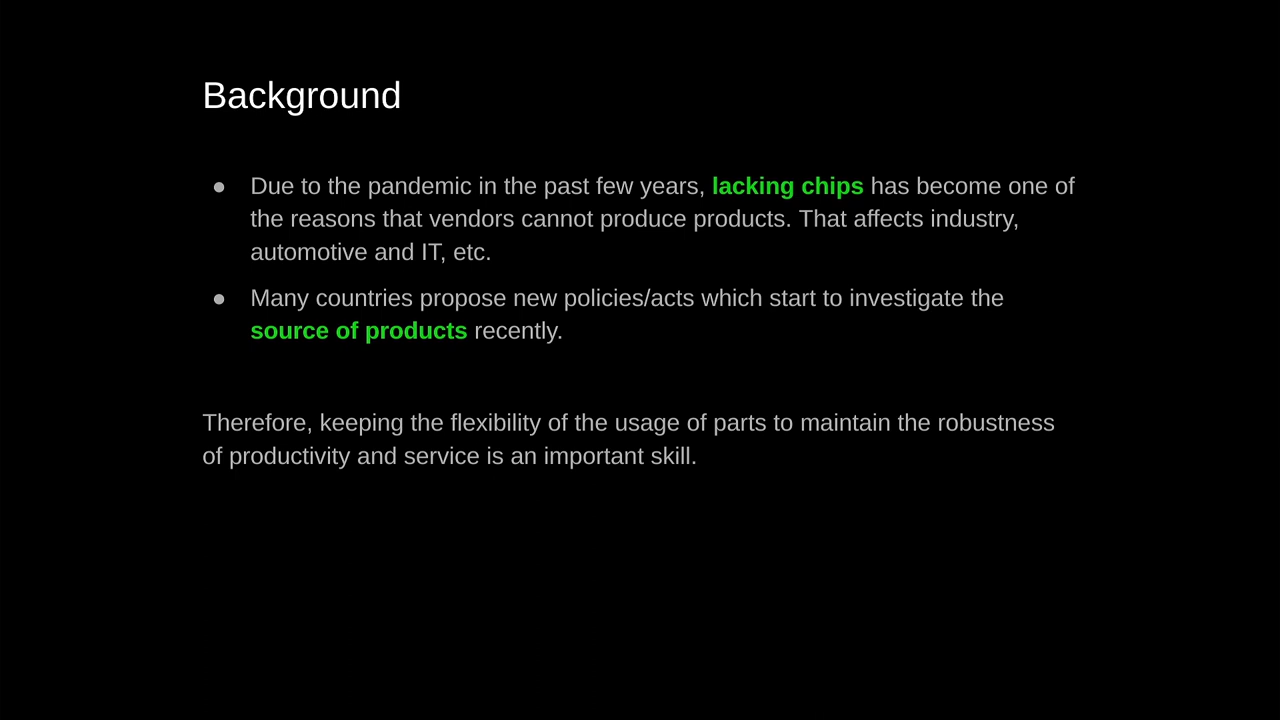 Background
● Due to the pandemic in the past few years, lacking chips has become one of
the reasons that vendors cannot produce products. That affects industry,
automotive and IT, etc.
● Many countries propose new policies/acts which start to investigate the
source of products recently.
Therefore, keeping the flexibility of the usage of parts to maintain the robustness
of productivity and service is an important skill.